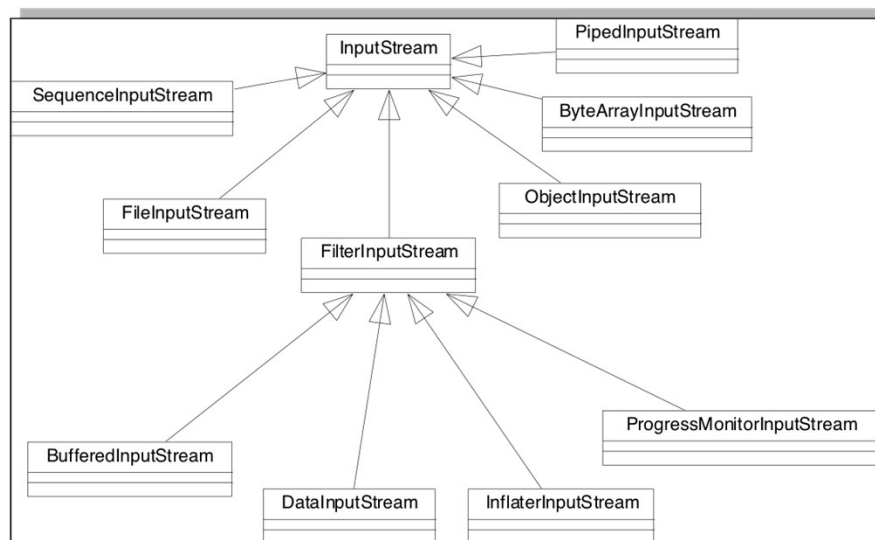 InputStream
PipedInputStream
SequenceInputStream
ByteArrayInputStream
FileInputStream
ObjectInputStream
FilterInputStream
BufferedInputStream
ProgressMonitorInputStream
DataInputStream
InflaterInputStream